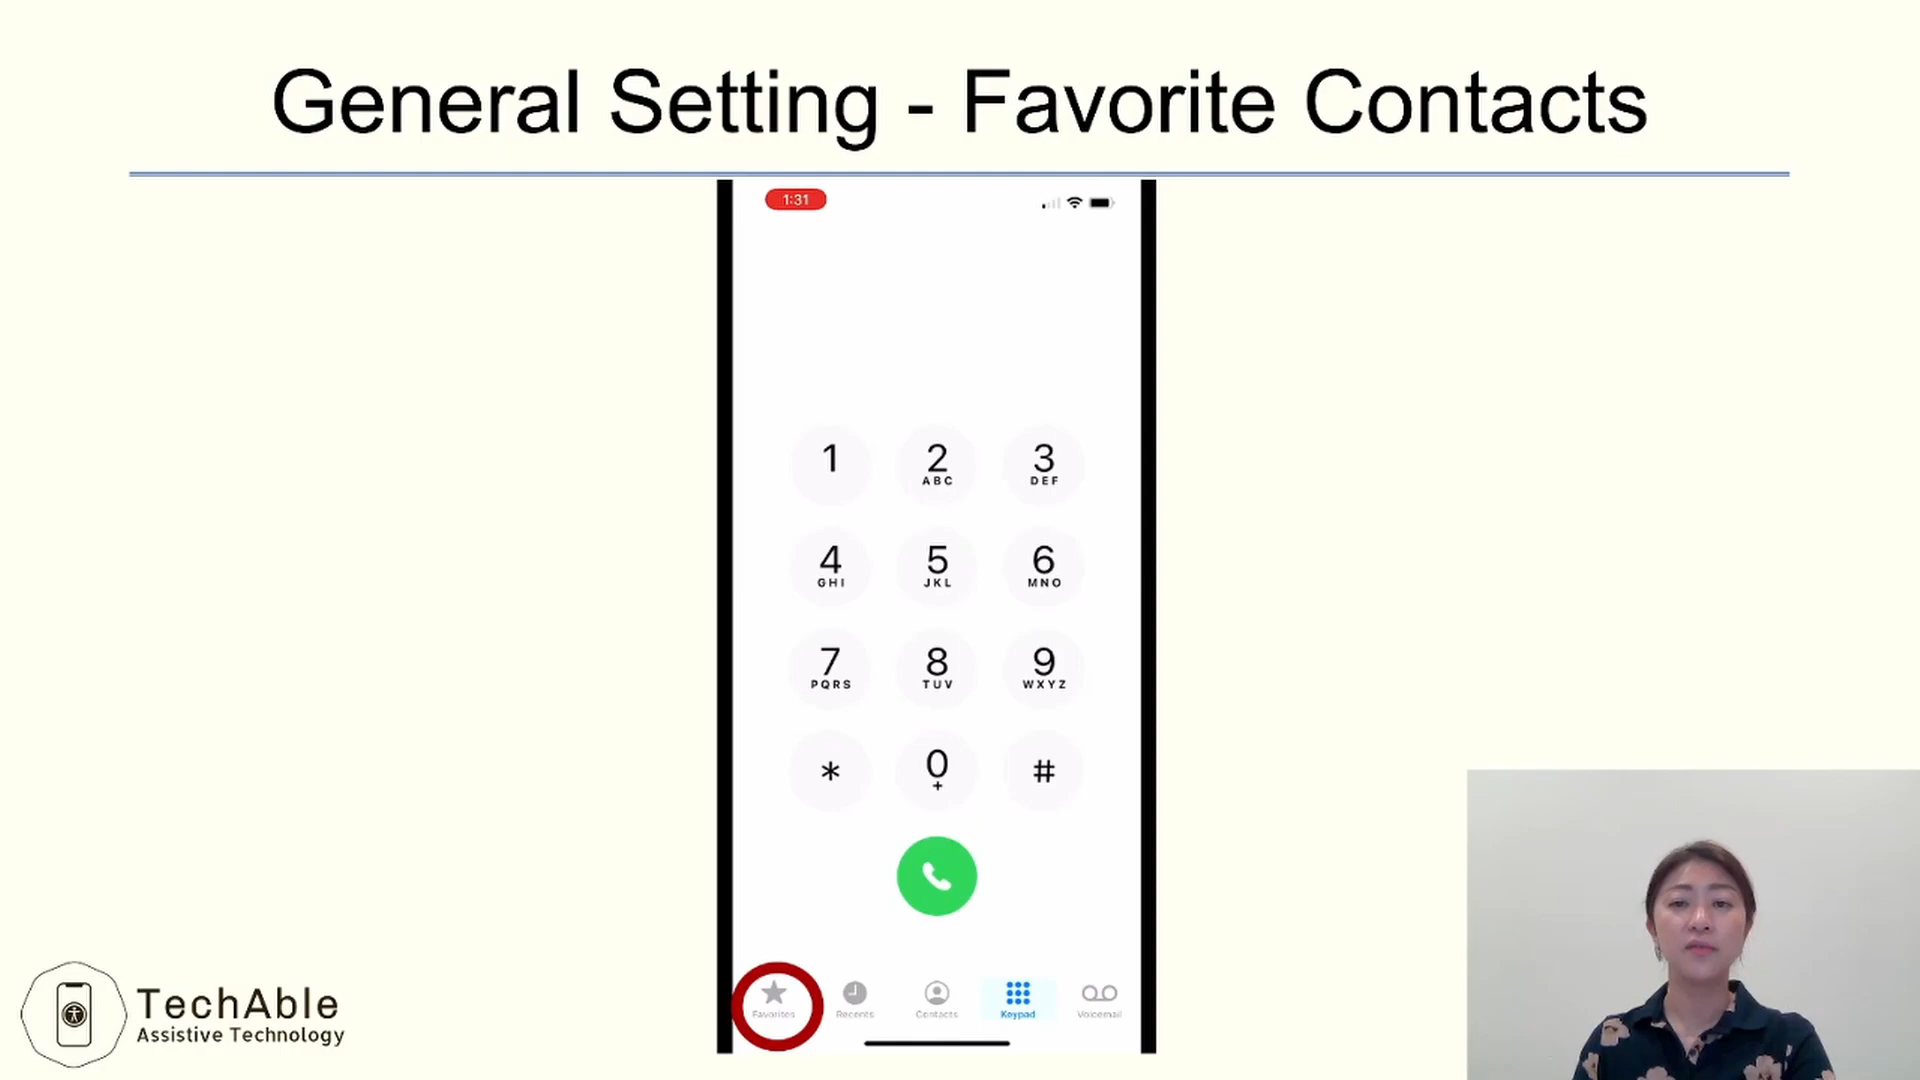 General Setting - Favorite Contacts
1:31
1 2 3
ABC DEF
4 5 6
GHI JKL MNO
7 8 9
PQRS TUV WXYZ
* 0 #
+
Favorites Recents Contacts Keypad Voicemail
TechAble
Assistive Technology